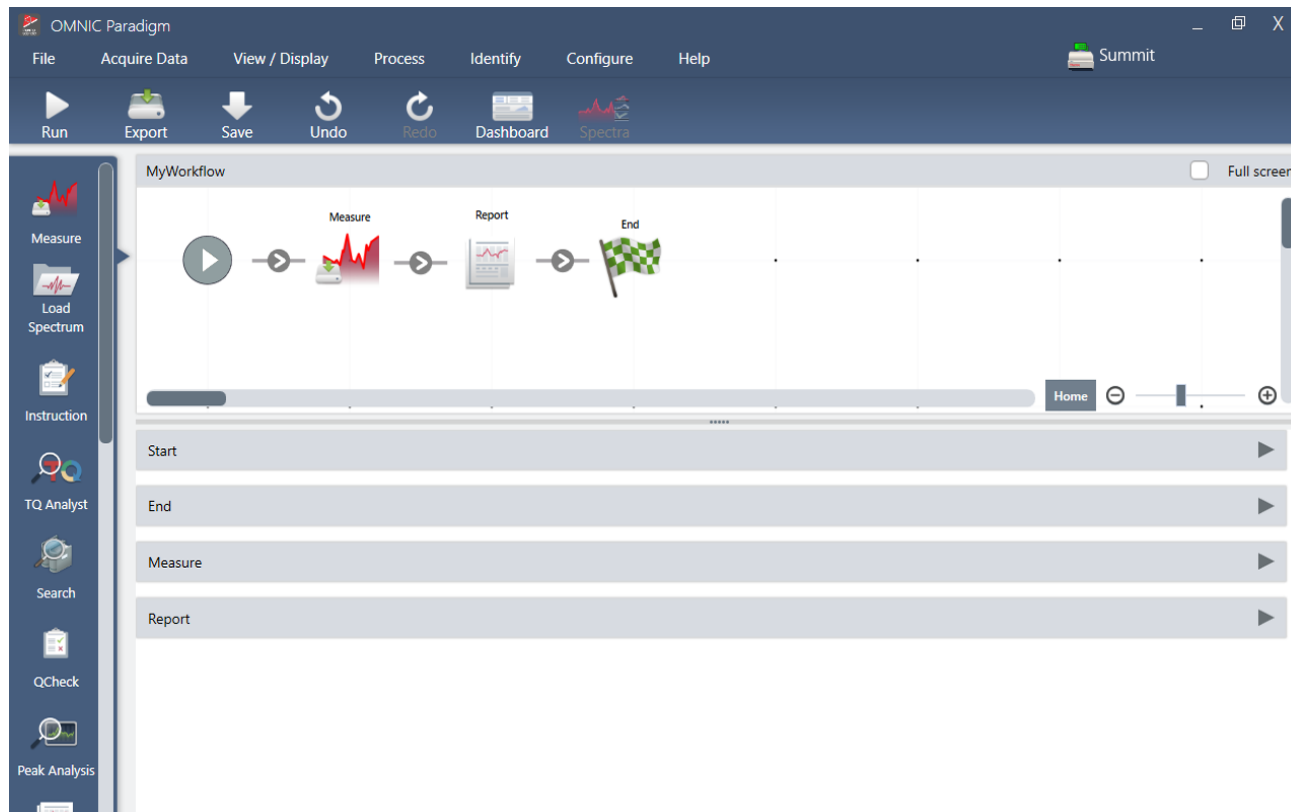 OMNIC Paradigm
X
File Acquire Data View / Display Process Identify Configure Help
Summit
Run Export Save Undo Redo Dashboard Spectra
Measure
Load
Spectrum
Instruction
TQ Analyst
Search
QCheck
Peak Analysis
MyWorkflow
Full screen
Measure Report End
Home
Start
End
Measure
Report